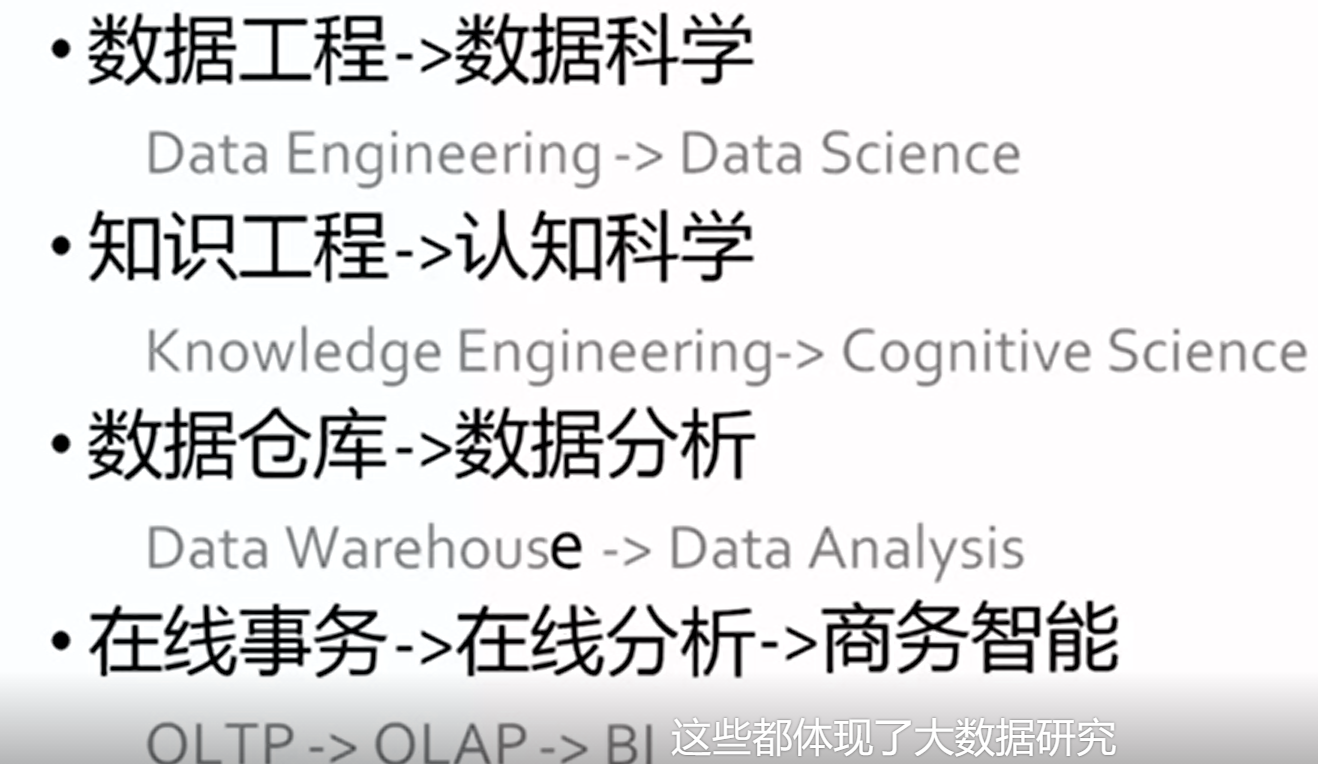 • 数据工程->数据科学
Data Engineering -> Data Science
• 知识工程->认知科学
Knowledge Engineering-> Cognitive Science
• 数据仓库->数据分析
Data Warehouse -> Data Analysis
• 在线事务->在线分析->商务智能
OLTP -> OLAP -> BI
这些都体现了大数据研究